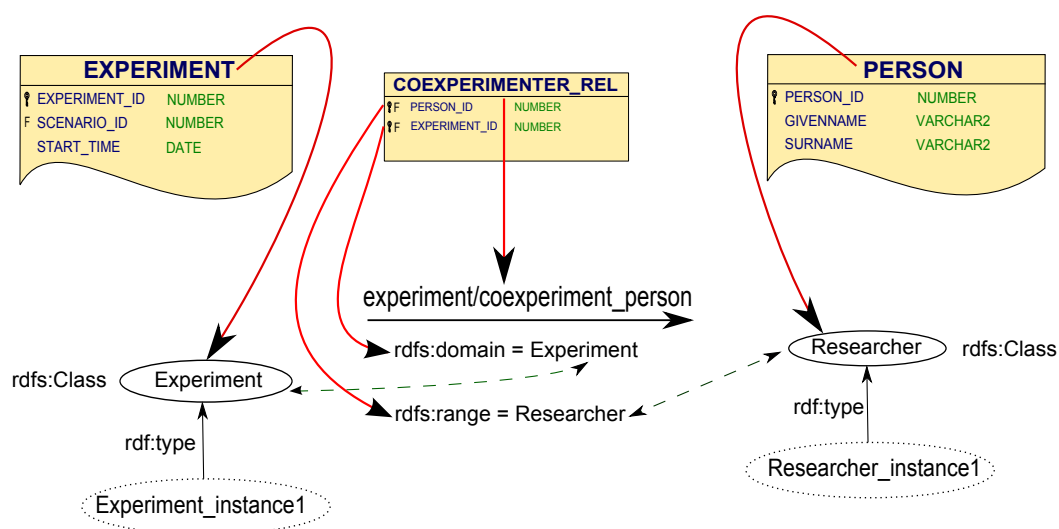 EXPERIMENT
EXPERIMENT_ID NUMBER
F SCENARIO_ID NUMBER
START_TIME DATE
COEXPERIMENTER_REL
F PERSON_ID NUMBER
F EXPERIMENT_ID NUMBER
PERSON
PERSON_ID NUMBER
GIVENNAME VARCHAR2
SURNAME VARCHAR2
experiment/coexperiment_person
rdfs:domain = Experiment
rdfs:range = Researcher
rdfs:Class
Experiment
rdf:type
Experiment_instance1
Researcher
rdfs:Class
rdf:type
Researcher_instance1